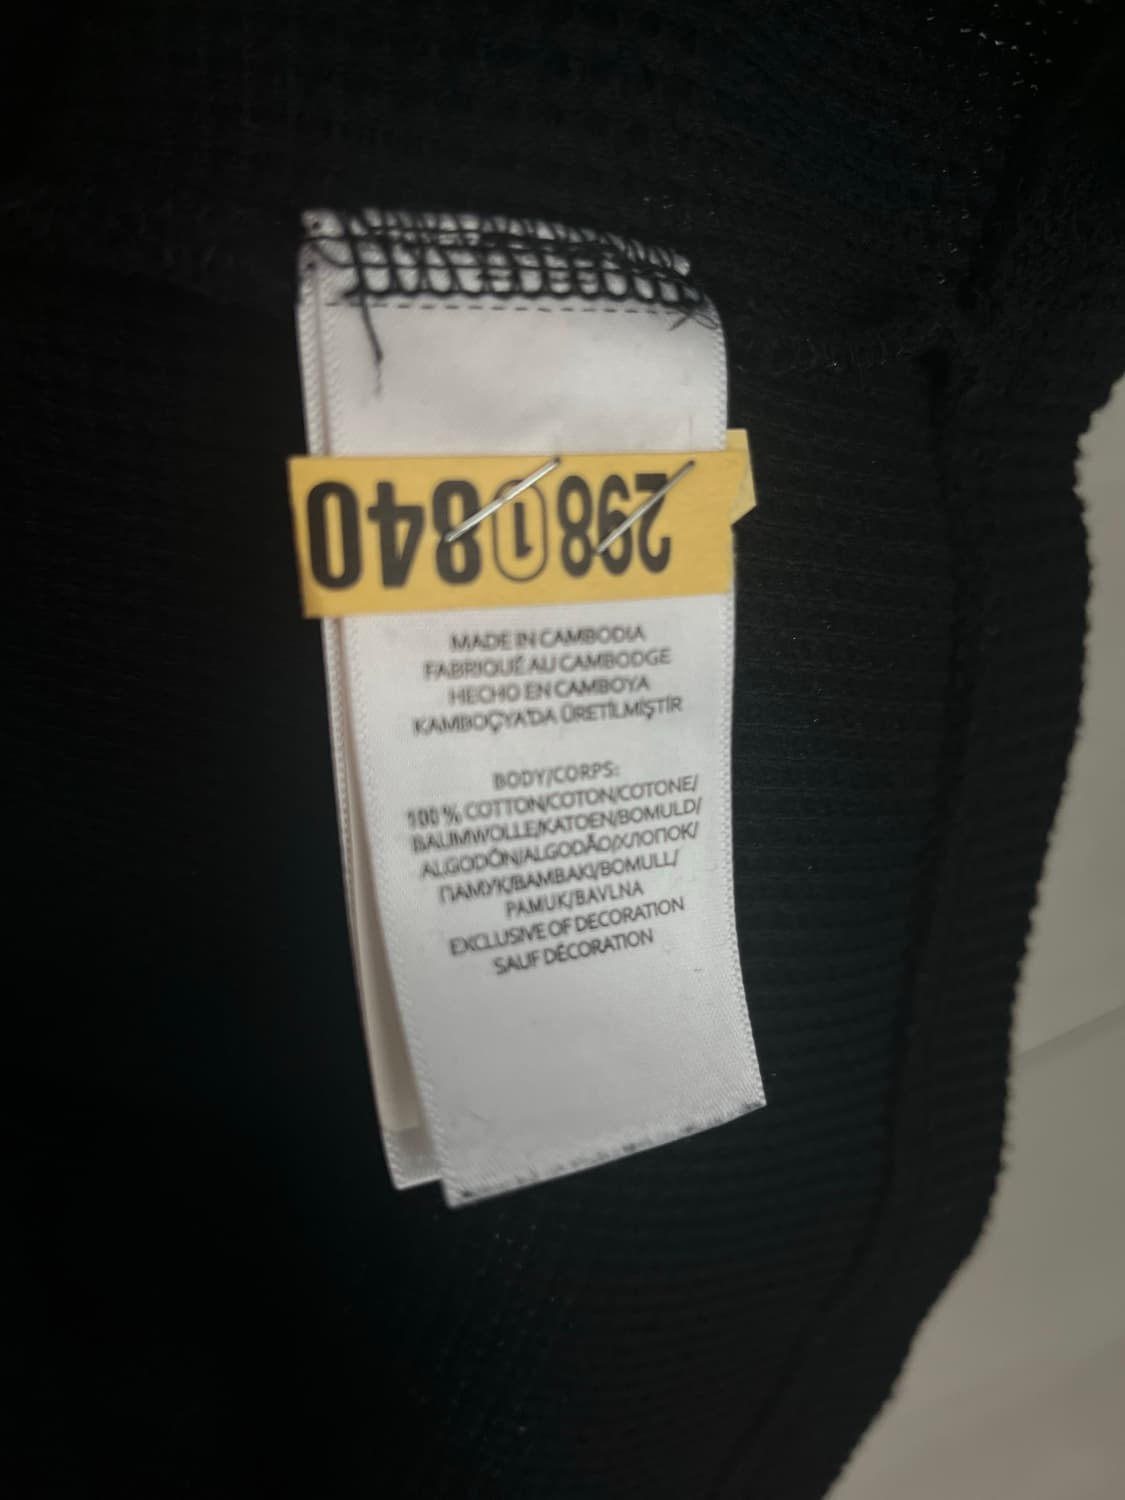 298 1 840
MADE IN CAMBODIA
FABRIQUÉ AU CAMBODGE
HECHO EN CAMBOYA
KAMBOÇYA'DA ÜRETİLMİŞTİR
BODY/CORPS:
100 % COTTON/COTON/COTONE/
BAUMWOLLE/KATOEN/BOMULD/
ALGODÓN/ALGODÃO/ХЛОПОК/
ПАМУК/BAMBAKI/BOMULL/
PAMUK/BAVLNA
EXCLUSIVE OF DECORATION
SAUF DÉCORATION